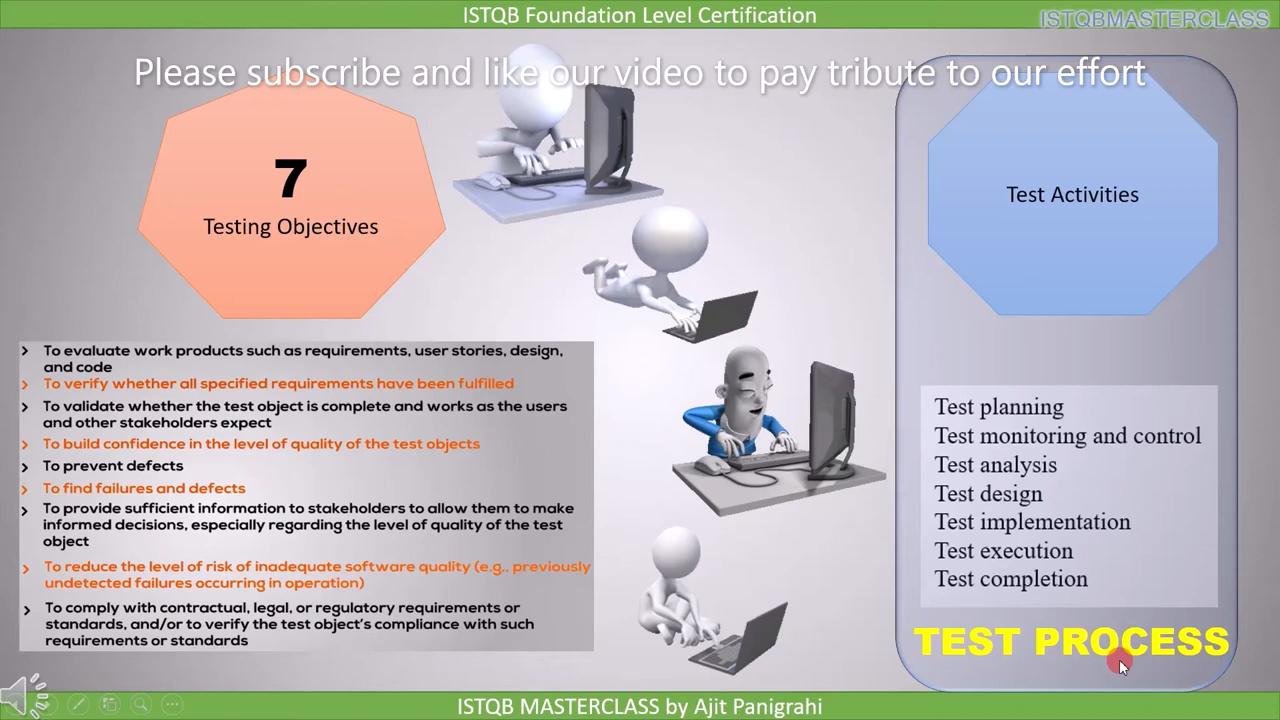 ISTQB Foundation Level Certification
ISTQBMASTERCLASS
Please subscribe and like our video to pay tribute to our effort
7
Testing Objectives
To evaluate work products such as requirements, user stories, design,
and code
To verify whether all specified requirements have been fulfilled
To validate whether the test object is complete and works as the users
and other stakeholders expect
To build confidence in the level of quality of the test objects
To prevent defects
To find failures and defects
To provide sufficient information to stakeholders to allow them to make
informed decisions, especially regarding the level of quality of the test
object
To reduce the level of risk of inadequate software quality (e.g., previously
undetected failures occurring in operation)
To comply with contractual, legal, or regulatory requirements or
standards, and/or to verify the test object's compliance with such
requirements or standards
Test Activities
Test planning
Test monitoring and control
Test analysis
Test design
Test implementation
Test execution
Test completion
TEST PROCESS
ISTQB MASTERCLASS by Ajit Panigrahi